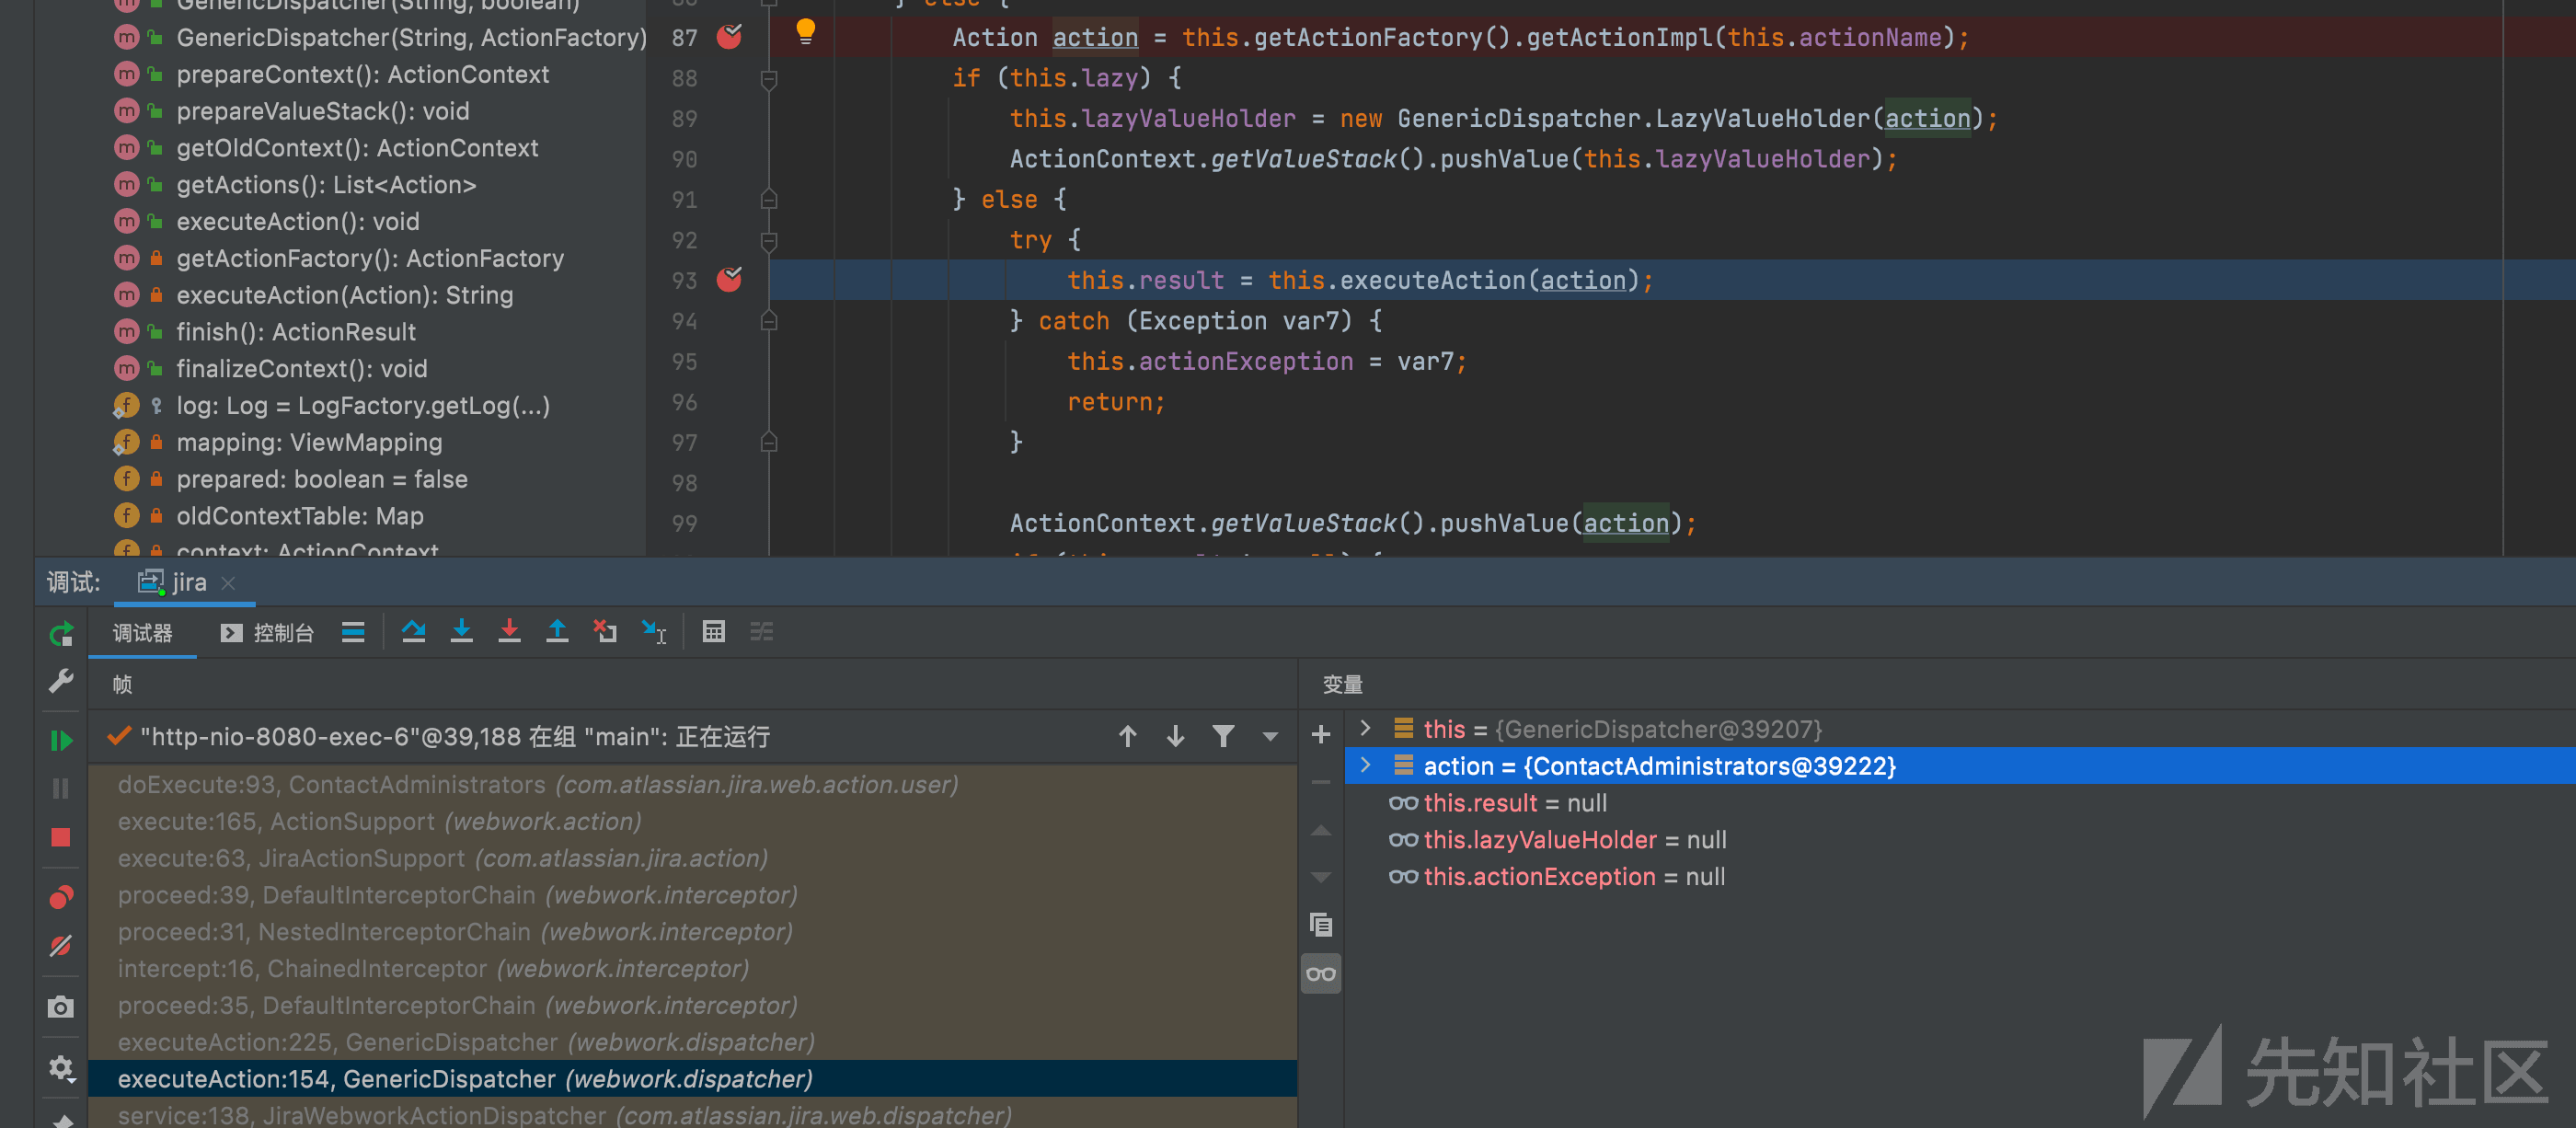 GenericDispatcher(String, boolean)
GenericDispatcher(String, ActionFactory)
prepareContext(): ActionContext
prepareValueStack(): void
getOldContext(): ActionContext
getActions(): List<Action>
executeAction(): void
getActionFactory(): ActionFactory
executeAction(Action): String
finish(): ActionResult
finalizeContext(): void
log: Log = LogFactory.getLog(...)
mapping: ViewMapping
prepared: boolean = false
oldContextTable: Map
context: ActionContext
} else {
87 Action action = this.getActionFactory().getActionImpl(this.actionName);
88 if (this.lazy) {
89 this.lazyValueHolder = new GenericDispatcher.LazyValueHolder(action);
90 ActionContext.getValueStack().pushValue(this.lazyValueHolder);
91 } else {
92 try {
93 this.result = this.executeAction(action);
94 } catch (Exception var7) {
95 this.actionException = var7;
96 return;
97 }
98
99 ActionContext.getValueStack().pushValue(action);
调试: jira
调试器 控制台
帧
"http-nio-8080-exec-6"@39,188 在组 "main": 正在运行
doExecute:93, ContactAdministrators (com.atlassian.jira.web.action.user)
execute:165, ActionSupport (webwork.action)
execute:63, JiraActionSupport (com.atlassian.jira.action)
proceed:39, DefaultInterceptorChain (webwork.interceptor)
proceed:31, NestedInterceptorChain (webwork.interceptor)
intercept:16, ChainedInterceptor (webwork.interceptor)
proceed:35, DefaultInterceptorChain (webwork.interceptor)
executeAction:225, GenericDispatcher (webwork.dispatcher)
executeAction:154, GenericDispatcher (webwork.dispatcher)
service:138, JiraWebworkActionDispatcher (com.atlassian.jira.web.dispatcher)
变量
this = {GenericDispatcher@39207}
action = {ContactAdministrators@39222}
this.result = null
this.lazyValueHolder = null
this.actionException = null
先知社区